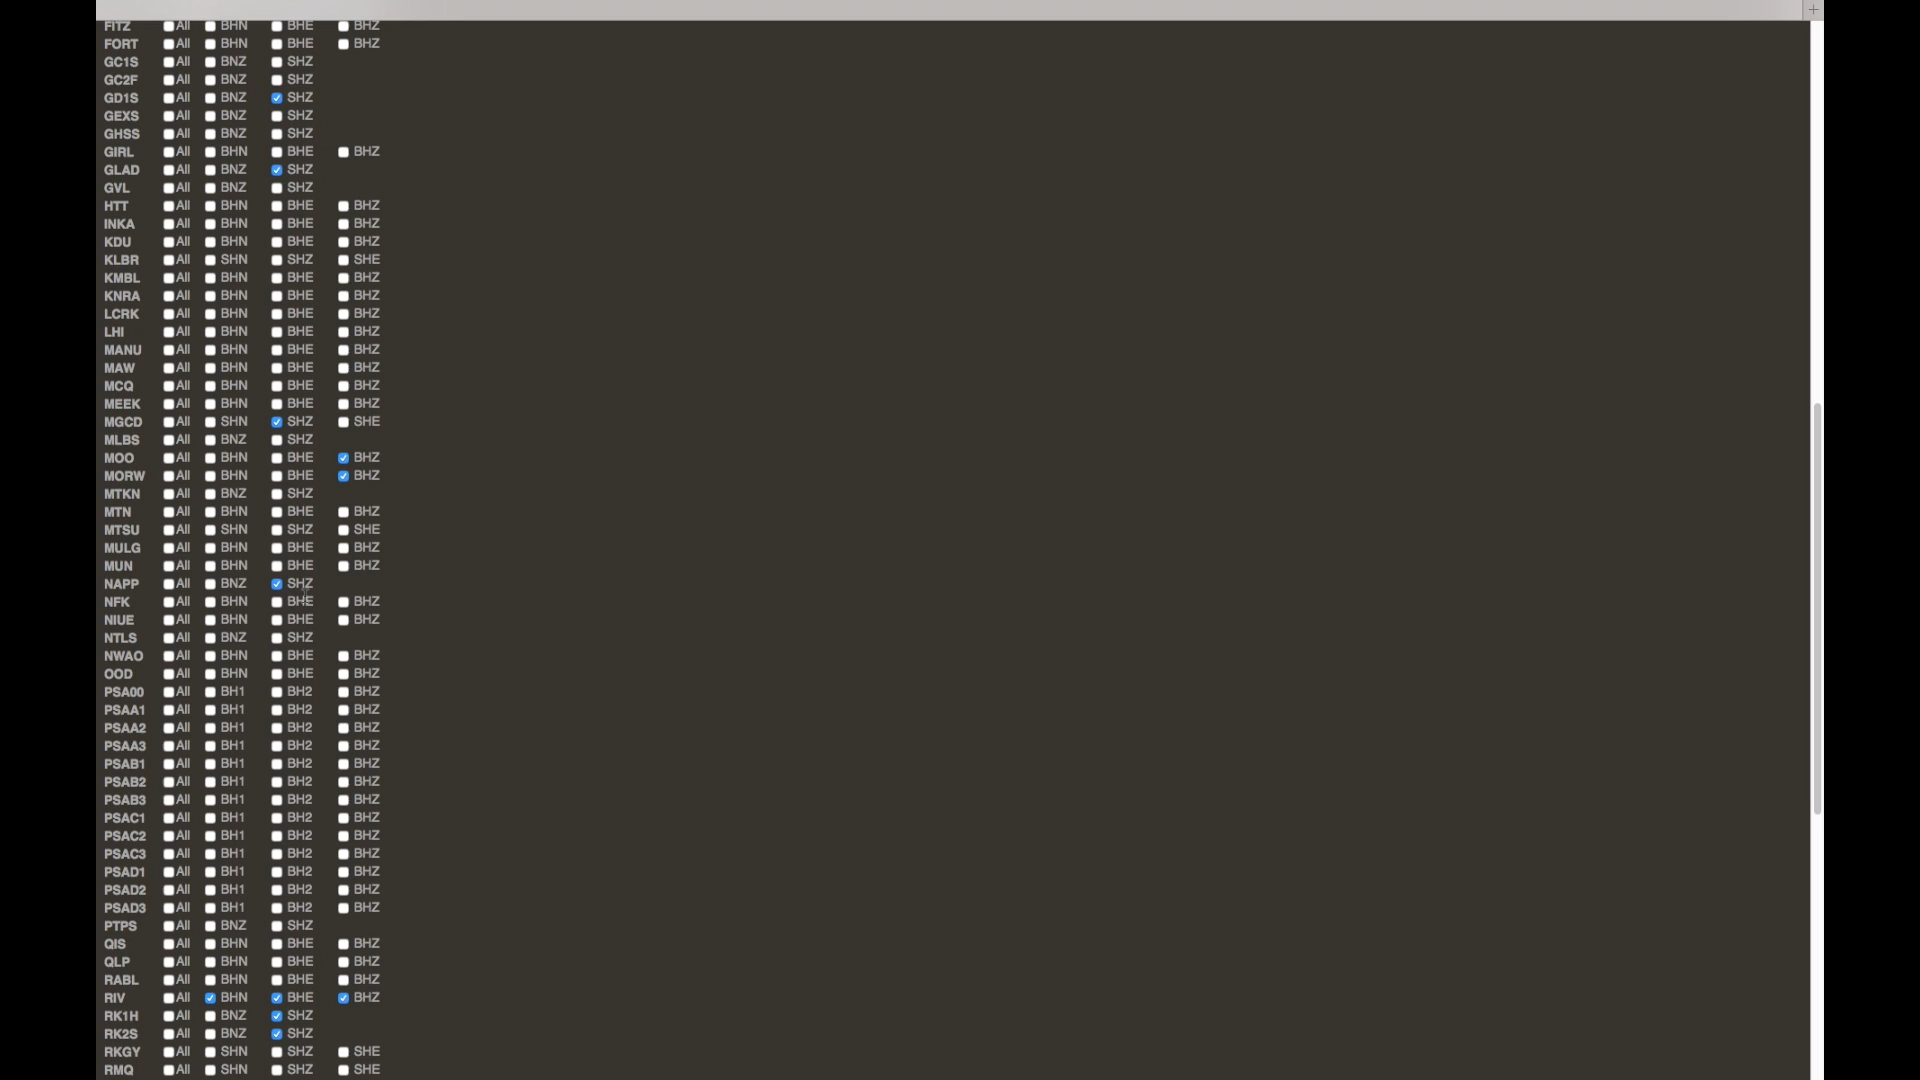 FITZ All BHN BHE BHZ
FORT All BHN BHE BHZ
GC1S All BNZ SHZ
GC2F All BNZ SHZ
GD1S All BNZ SHZ
GEXS All BNZ SHZ
GHSS All BNZ SHZ
GIRL All BHN BHE BHZ
GLAD All BNZ SHZ
GVL All BNZ SHZ
HTT All BHN BHE BHZ
INKA All BHN BHE BHZ
KDU All BHN BHE BHZ
KLBR All SHN SHZ SHE
KMBL All BHN BHE BHZ
KNRA All BHN BHE BHZ
LCRK All BHN BHE BHZ
LHI All BHN BHE BHZ
MANU All BHN BHE BHZ
MAW All BHN BHE BHZ
MCQ All BHN BHE BHZ
MEEK All BHN BHE BHZ
MGCD All SHN SHZ SHE
MLBS All BNZ SHZ
MOO All BHN BHE BHZ
MORW All BHN BHE BHZ
MTKN All BNZ SHZ
MTN All BHN BHE BHZ
MTSU All SHN SHZ SHE
MULG All BHN BHE BHZ
MUN All BHN BHE BHZ
NAPP All BNZ SHZ
NFK All BHN BHE BHZ
NIUE All BHN BHE BHZ
NTLS All BNZ SHZ
NWAO All BHN BHE BHZ
OOD All BHN BHE BHZ
PSA00 All BH1 BH2 BHZ
PSAA1 All BH1 BH2 BHZ
PSAA2 All BH1 BH2 BHZ
PSAA3 All BH1 BH2 BHZ
PSAB1 All BH1 BH2 BHZ
PSAB2 All BH1 BH2 BHZ
PSAB3 All BH1 BH2 BHZ
PSAC1 All BH1 BH2 BHZ
PSAC2 All BH1 BH2 BHZ
PSAC3 All BH1 BH2 BHZ
PSAD1 All BH1 BH2 BHZ
PSAD2 All BH1 BH2 BHZ
PSAD3 All BH1 BH2 BHZ
PTPS All BNZ SHZ
QIS All BHN BHE BHZ
QLP All BHN BHE BHZ
RABL All BHN BHE BHZ
RIV All BHN BHE BHZ
RK1H All BNZ SHZ
RK2S All BNZ SHZ
RKGY All SHN SHZ SHE
RMQ All SHN SHZ SHE